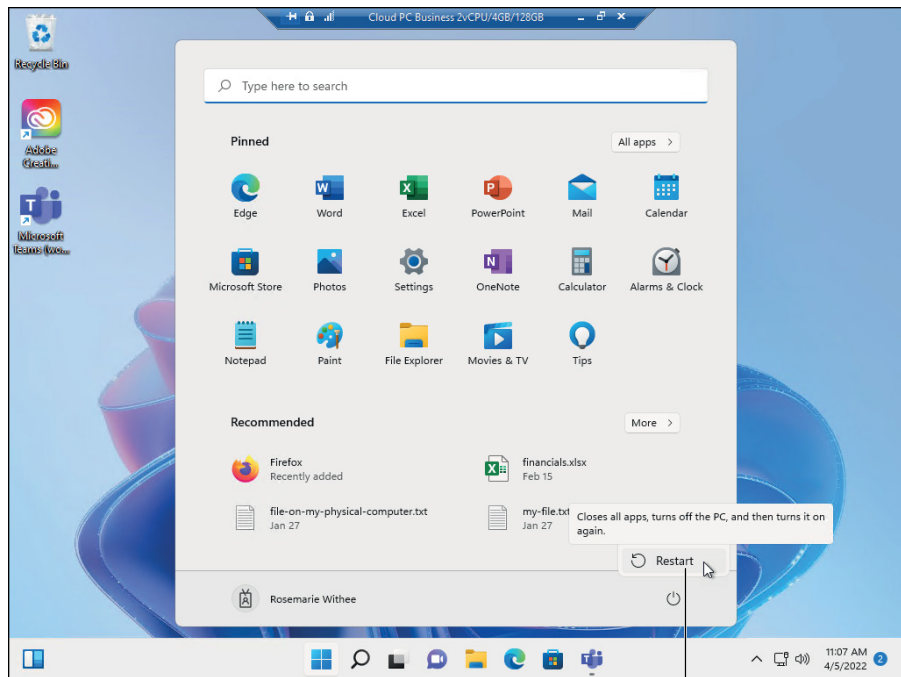 Cloud PC Business 2vCPU/4GB/128GB
Recycle Bin
Adobe
Creati...
Microsoft
Teams (wo...
Type here to search
Pinned
All apps >
Edge
Word
Excel
PowerPoint
Mail
Calendar
Microsoft Store
Photos
Settings
OneNote
Calculator
Alarms & Clock
Notepad
Paint
File Explorer
Movies & TV
Tips
Recommended
More >
Firefox
Recently added
financials.xlsx
Feb 15
file-on-my-physical-computer.txt
Jan 27
my-file.txt
Jan 27
Closes all apps, turns off the PC, and then turns it on
again.
Restart
Rosemarie Withee
11:07 AM
4/5/2022
2